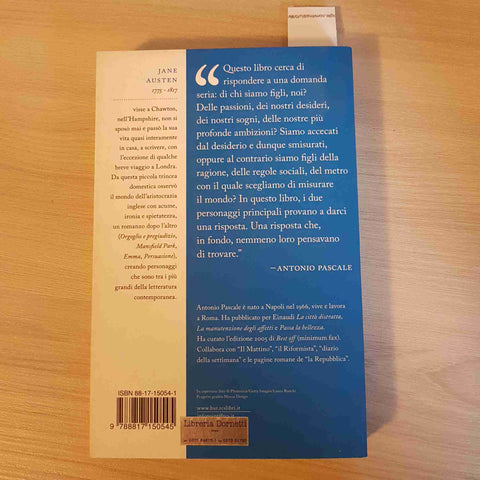 JANE
AUSTEN
1775 – 1817
visse a Chawton,
nell'Hampshire, non si
sposò mai e passò la sua
vita quasi interamente
in casa, a scrivere, con
l'eccezione di qualche
breve viaggio a Londra.
Da questa piccola trincea
domestica osservò
il mondo dell'aristocrazia
inglese con acume,
ironia e spietatezza,
un romanzo dopo l'altro
(Orgoglio e pregiudizio,
Mansfield Park,
Emma, Persuasione),
creando personaggi
che sono tra i più
grandi della letteratura
contemporanea.
ISBN 88-17-15054-1
9 788817 150545
“Questo libro cerca di
rispondere a una domanda
seria: di chi siamo figli, noi?
Delle passioni, dei nostri desideri,
dei nostri sogni, delle nostre più
profonde ambizioni? Siamo accecati
dal desiderio e dunque smisurati,
oppure al contrario siamo figli della
ragione, delle regole sociali, del metro
con il quale scegliamo di misurare
il mondo? In questo libro, i due
personaggi principali provano a darci
una risposta. Una risposta che,
in fondo, nemmeno loro pensavano
di trovare.”
—ANTONIO PASCALE
Antonio Pascale è nato a Napoli nel 1966, vive e lavora
a Roma. Ha pubblicato per Einaudi La città distratta,
La manutenzione degli affetti e Passa la bellezza.
Ha curato l'edizione 2005 di Best off (minimum fax).
Collabora con “Il Mattino”, “il Riformista”, “diario
della settimana” e le pagine romane de “la Repubblica”.
In copertina:
Progetto grafico Mucca Design
www.bur.rcslibri.it
Libreria Dornetti